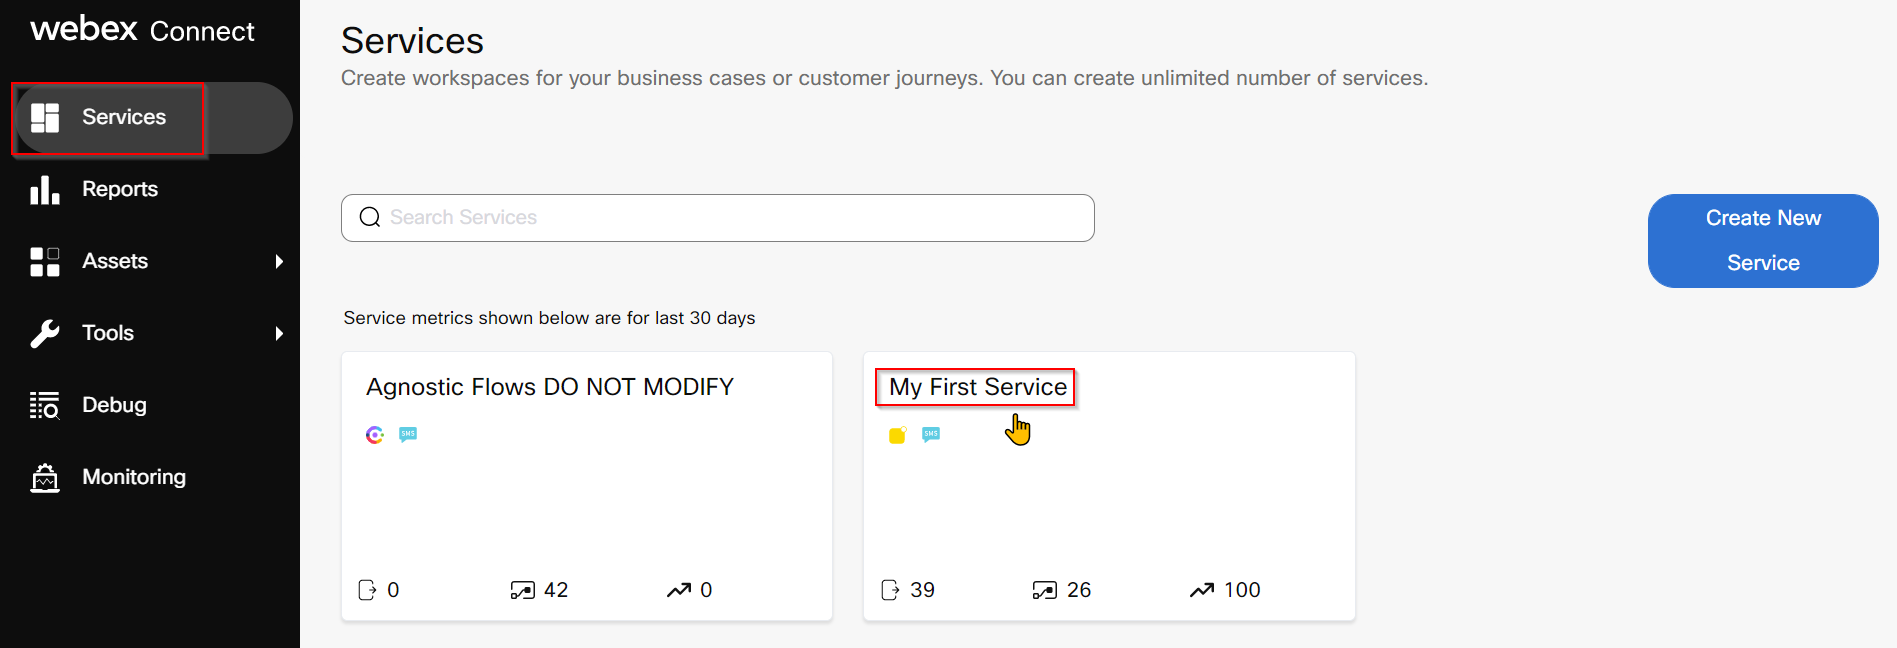 webex Connect
Services
Reports
Assets
Tools
Debug
Monitoring
Services
Create workspaces for your business cases or customer journeys. You can create unlimited number of services.
Search Services
Create New
Service
Service metrics shown below are for last 30 days
Agnostic Flows DO NOT MODIFY
SMS
0 42 0
My First Service
SMS
39 26 100